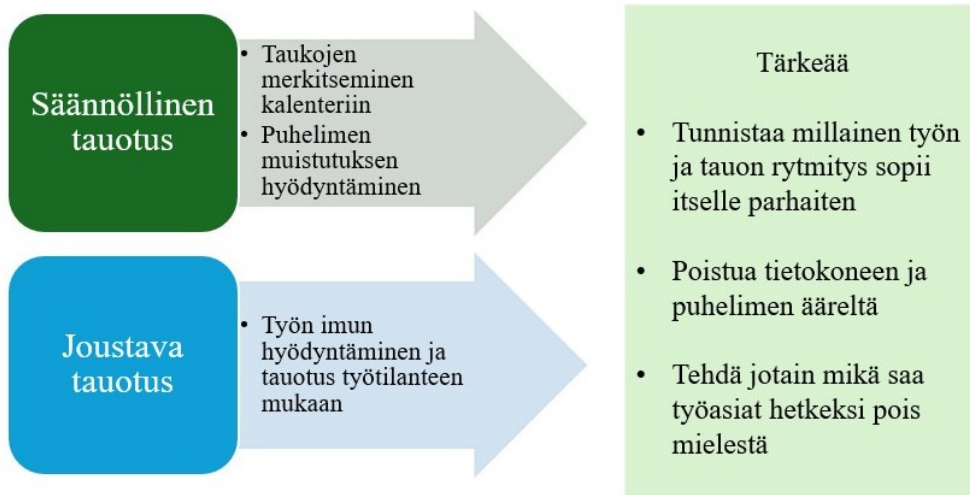 Säännöllinen
tauotus
• Taukojen
merkitseminen
kalenteriin
• Puhelimen
muistutuksen
hyödyntäminen
Joustava
tauotus
• Työn imun
hyödyntäminen ja
tauotus työtilanteen
mukaan
Tärkeää
• Tunnistaa millainen työn
ja tauon rytmitys sopii
itselle parhaiten
• Poistua tietokoneen ja
puhelimen ääreltä
• Tehdä jotain mikä saa
työasiat hetkeksi pois
mielestä